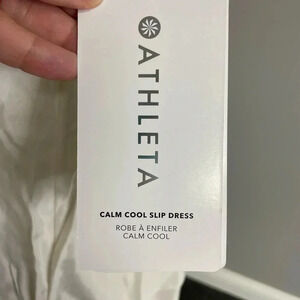 ATHLETA
CALM COOL SLIP DRESS
ROBE À ENFILER
CALM COOL